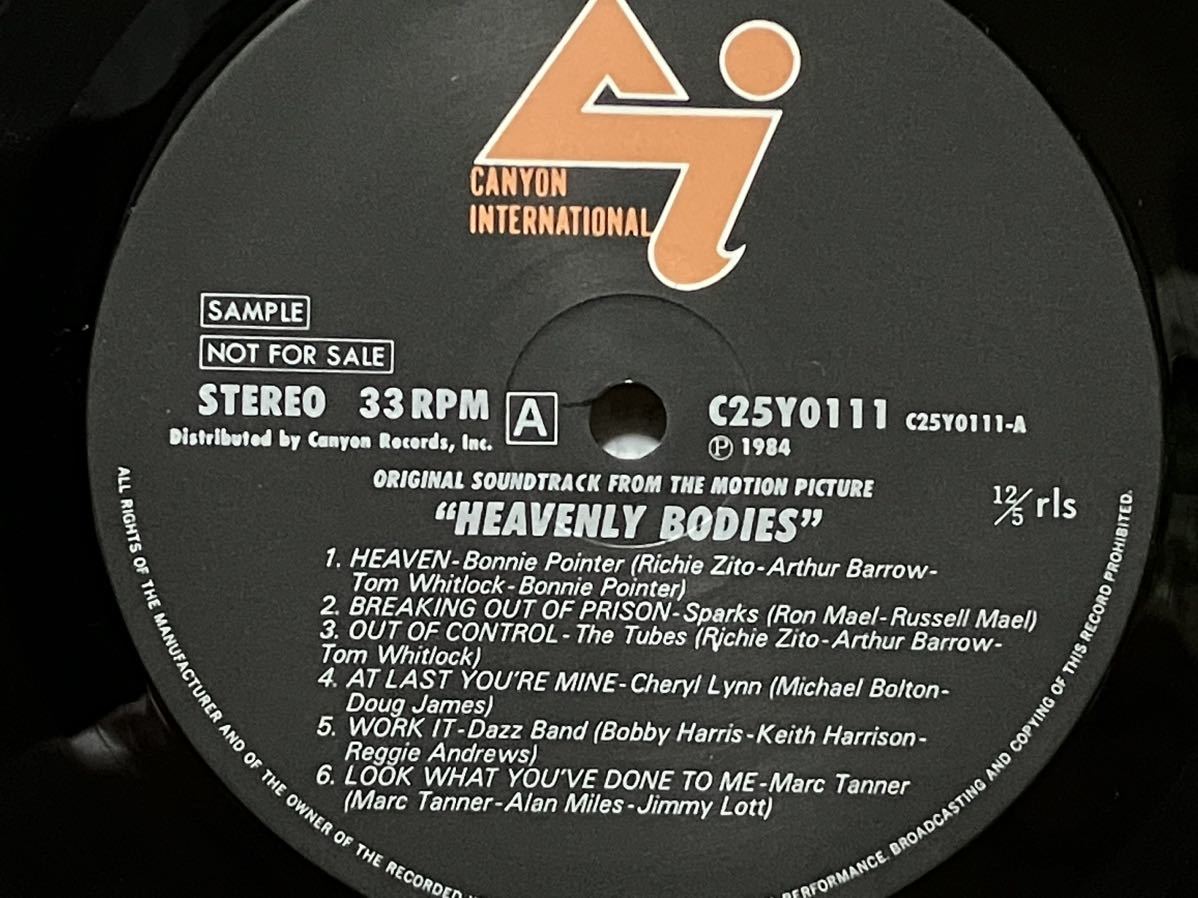 CANYON
INTERNATIONAL
SAMPLE
NOT FOR SALE
STEREO 33 RPM A C25Y0111 C25Y0111-A
Distributed by Canyon Records, Inc. Ⓟ 1984
ORIGINAL SOUNDTRACK FROM THE MOTION PICTURE
12/5 rls
“HEAVENLY BODIES”
1. HEAVEN-Bonnie Pointer (Richie Zito-Arthur Barrow-
Tom Whitlock-Bonnie Pointer)
2. BREAKING OUT OF PRISON-Sparks (Ron Mael-Russell Mael)
3. OUT OF CONTROL-The Tubes (Richie Zito-Arthur Barrow-
Tom Whitlock)
4. AT LAST YOU'RE MINE-Cheryl Lynn (Michael Bolton-
Doug James)
5. WORK IT-Dazz Band (Bobby Harris-Keith Harrison-
Reggie Andrews)
6. LOOK WHAT YOU'VE DONE TO ME-Marc Tanner
(Marc Tanner-Alan Miles-Jimmy Lott)
ALL RIGHTS OF THE MANUFACTURER AND OF THE OWNER OF THE RECORDED
PERFORMANCE. BROADCASTING AND COPYING OF THIS RECORD PROHIBITED.